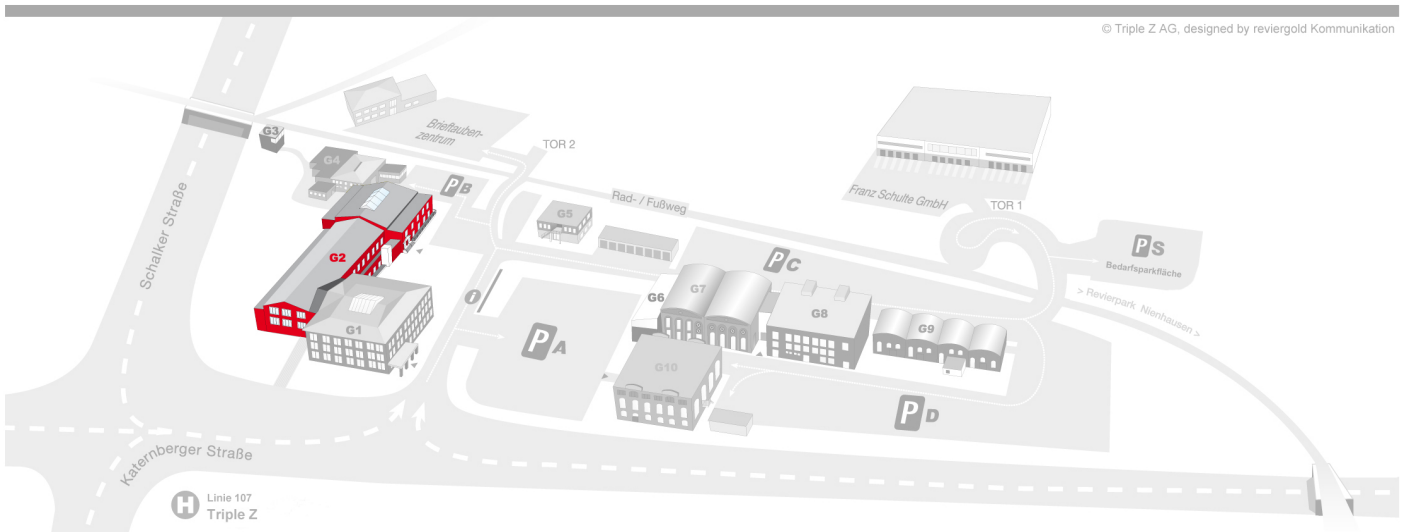 © Triple Z AG, designed by reviergold Kommunikation
G3
Brieftauben-
zentrum
TOR 2
G4
P B
Schalker Straße
Rad- / Fußweg
Franz Schulte GmbH
TOR 1
G5
P S
Bedarfsparkfläche
G2
P C
> Revierpark Nienhausen >
i
G6
G7
G8
G1
G9
P A
G10
P D
Katernberger Straße
H
Linie 107
Triple Z